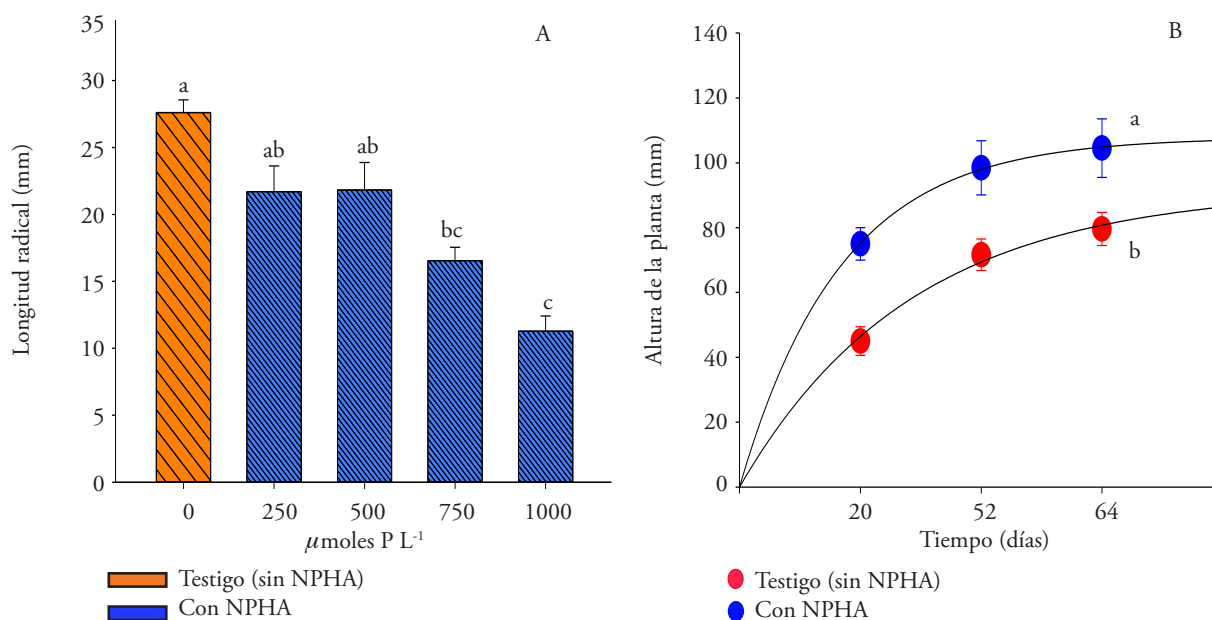 A
Longitud radical (mm)
35
30
25
20
15
10
5
0
a
ab
ab
bc
c
0 250 500 750 1000
μmoles P L-1
Testigo (sin NPHA)
Con NPHA
B
Altura de la planta (mm)
140
120
100
80
60
40
20
0
a
b
20 52 64
Tiempo (días)
Testigo (sin NPHA)
Con NPHA